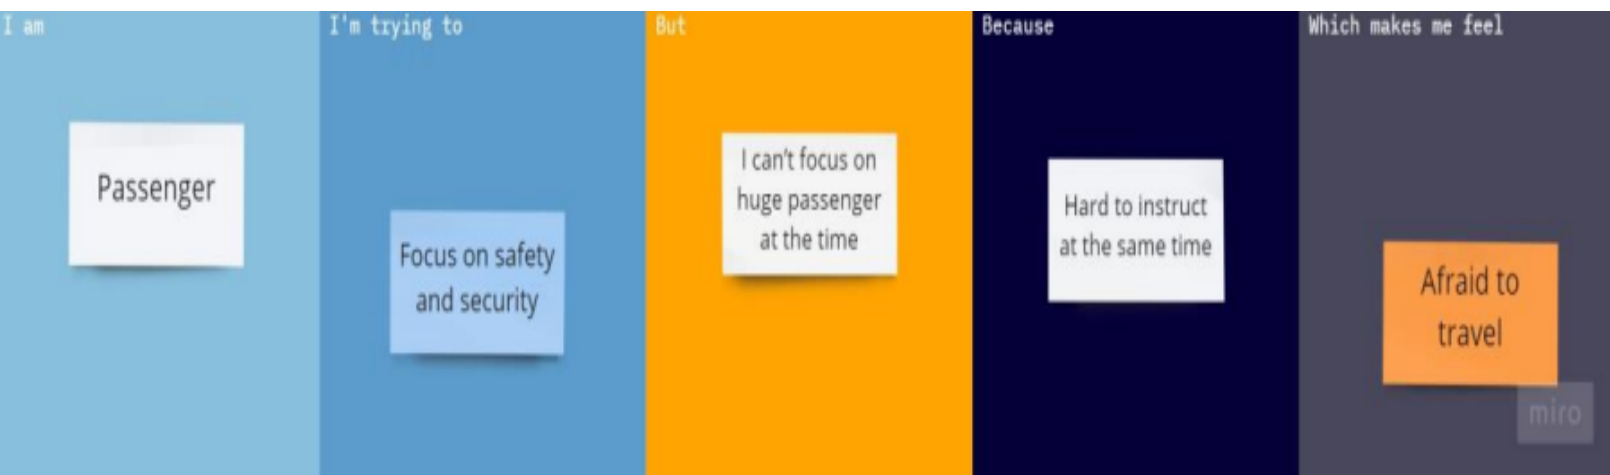 I am
Passenger
I'm trying to
Focus on safety
and security
But
I can't focus on
huge passenger
at the time
Because
Hard to instruct
at the same time
Which makes me feel
Afraid to
travel
miro